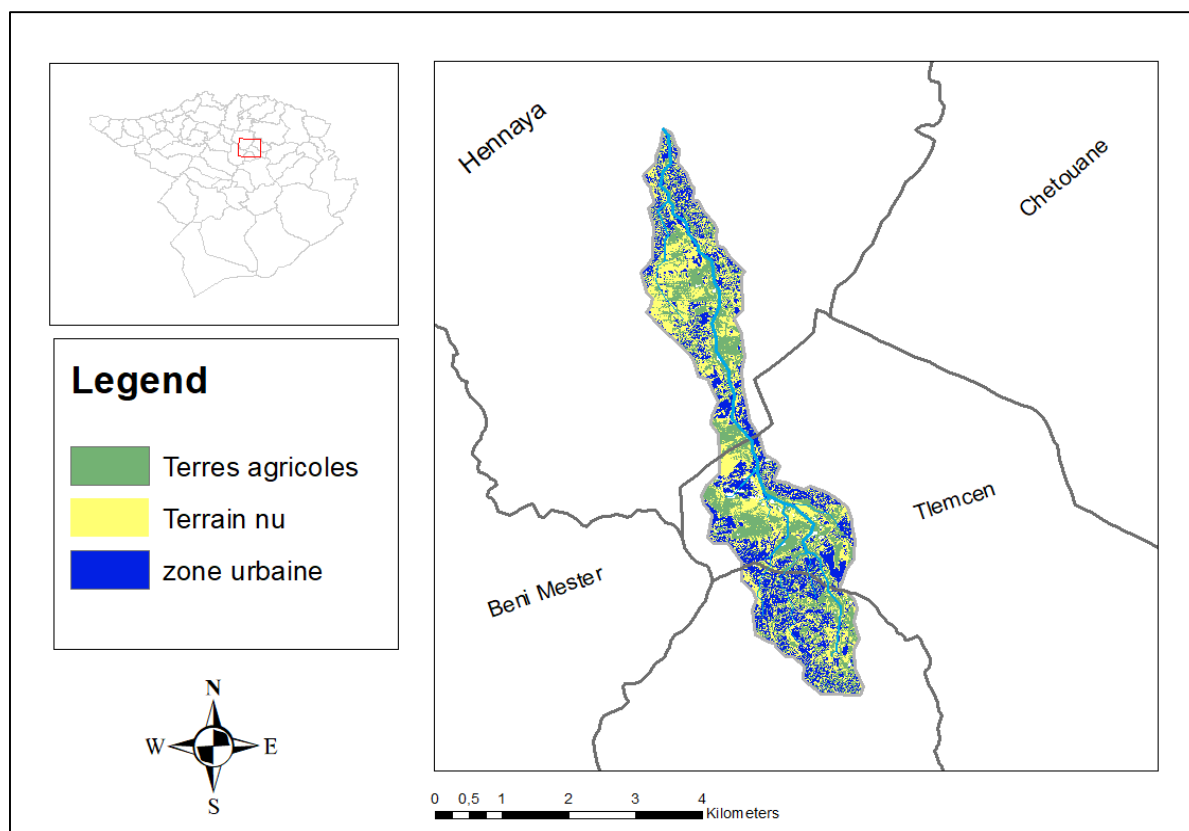 Hennaya
Chetouane
Legend
Terres agricoles
Terrain nu
zone urbaine
Tlemcen
Beni Mester
N
W
E
S
0 0,5 1 2 3 4
Kilometers